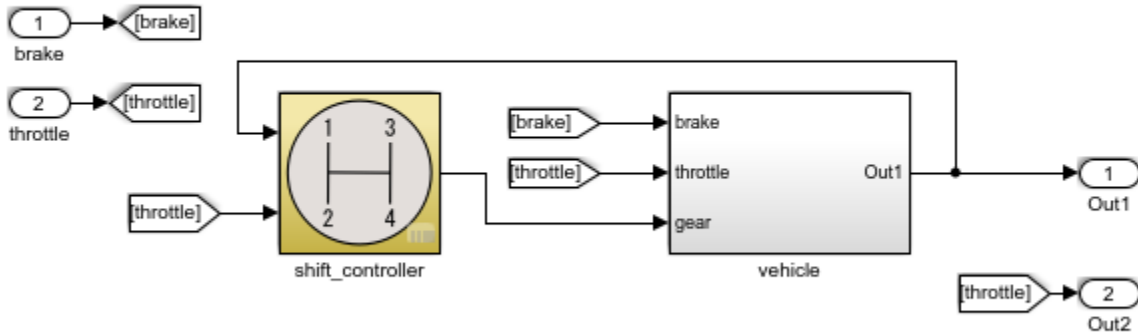 1
[brake]
brake
2
[throttle]
throttle
[throttle]
1 3
2 4
shift_controller
[brake]
[throttle]
brake
throttle
gear
Out1
vehicle
1
Out1
[throttle]
2
Out2